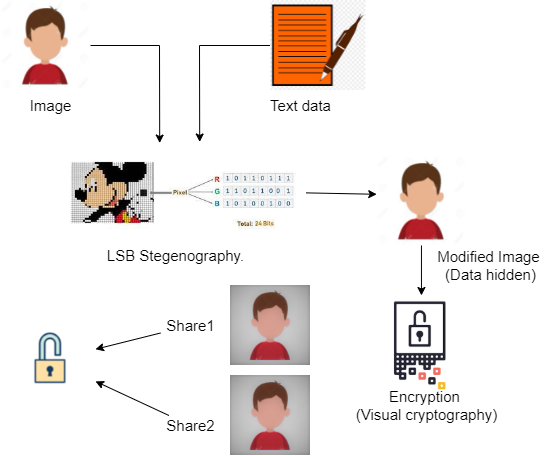 Image
Text data
R 1 0 1 1 0 1 1 1
Pixel
G 1 1 0 1 1 0 0 1
B 1 0 1 0 0 1 0 0
Total: 24 Bits
LSB Stegenography.
Modified Image
(Data hidden)
Share1
Encryption
(Visual cryptography)
Share2